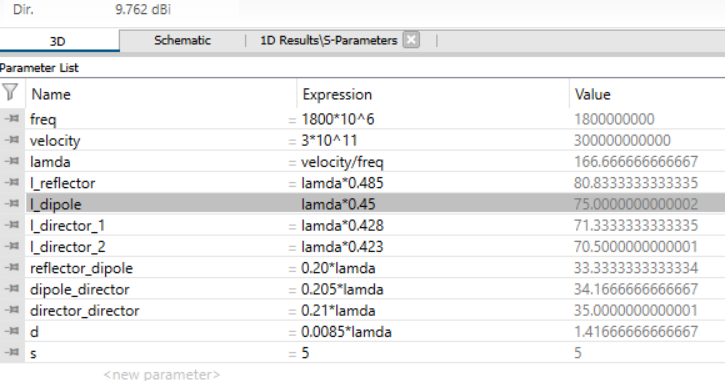 Dir. 9.762 dBi
3D Schematic 1D Results\S-Parameters
Parameter List
Name Expression Value
freq = 1800*10^6 1800000000
velocity = 3*10^11 300000000000
lamda = velocity/freq 166.666666666667
l_reflector = lamda*0.485 80.8333333333335
l_dipole lamda*0.45 75.0000000000002
l_director_1 = lamda*0.428 71.3333333333335
l_director_2 = lamda*0.423 70.5000000000001
reflector_dipole = 0.20*lamda 33.3333333333334
dipole_director = 0.205*lamda 34.1666666666667
director_director = 0.21*lamda 35.0000000000001
d = 0.0085*lamda 1.41666666666667
s = 5 5
<new parameter>